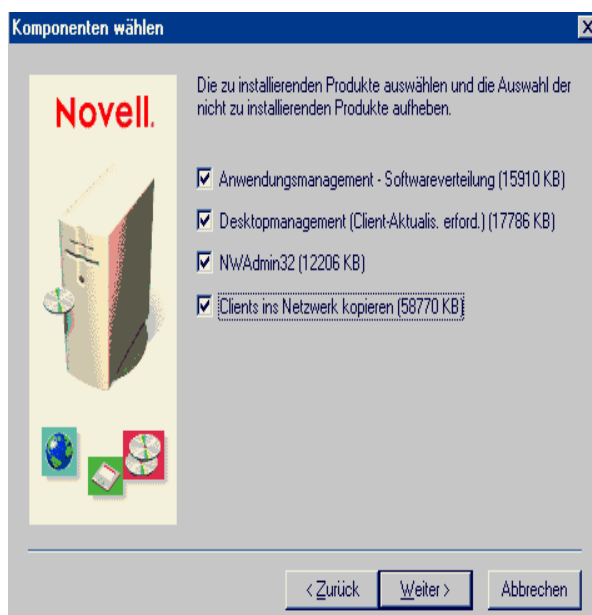 Komponenten wählen
Novell.
Die zu installierenden Produkte auswählen und die Auswahl der
nicht zu installierenden Produkte aufheben.
Anwendungsmanagement - Softwareverteilung (15910 KB)
Desktopmanagement (Client-Aktualis. erford.) (17786 KB)
NWAdmin32 (12206 KB)
Clients ins Netzwerk kopieren (58770 KB)
< Zurück
Weiter >
Abbrechen